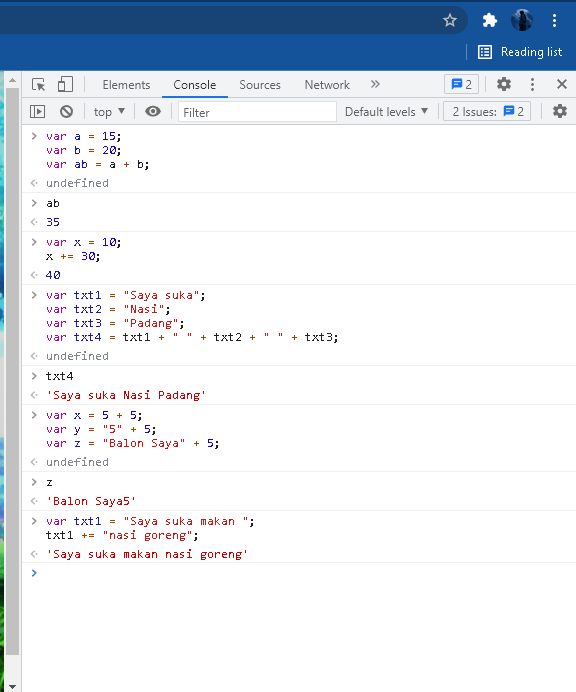 Reading list
Elements Console Sources Network » 2
top ▼ Filter Default levels ▼ 2 Issues: 2
> var a = 15;
var b = 20;
var ab = a + b;
<· undefined
> ab
<· 35
> var x = 10;
x += 30;
<· 40
> var txt1 = "Saya suka";
var txt2 = "Nasi";
var txt3 = "Padang";
var txt4 = txt1 + " " + txt2 + " " + txt3;
<· undefined
> txt4
<· 'Saya suka Nasi Padang'
> var x = 5 + 5;
var y = "5" + 5;
var z = "Balon Saya" + 5;
<· undefined
> z
<· 'Balon Saya5'
> var txt1 = "Saya suka makan ";
txt1 += "nasi goreng";
<· 'Saya suka makan nasi goreng'
>